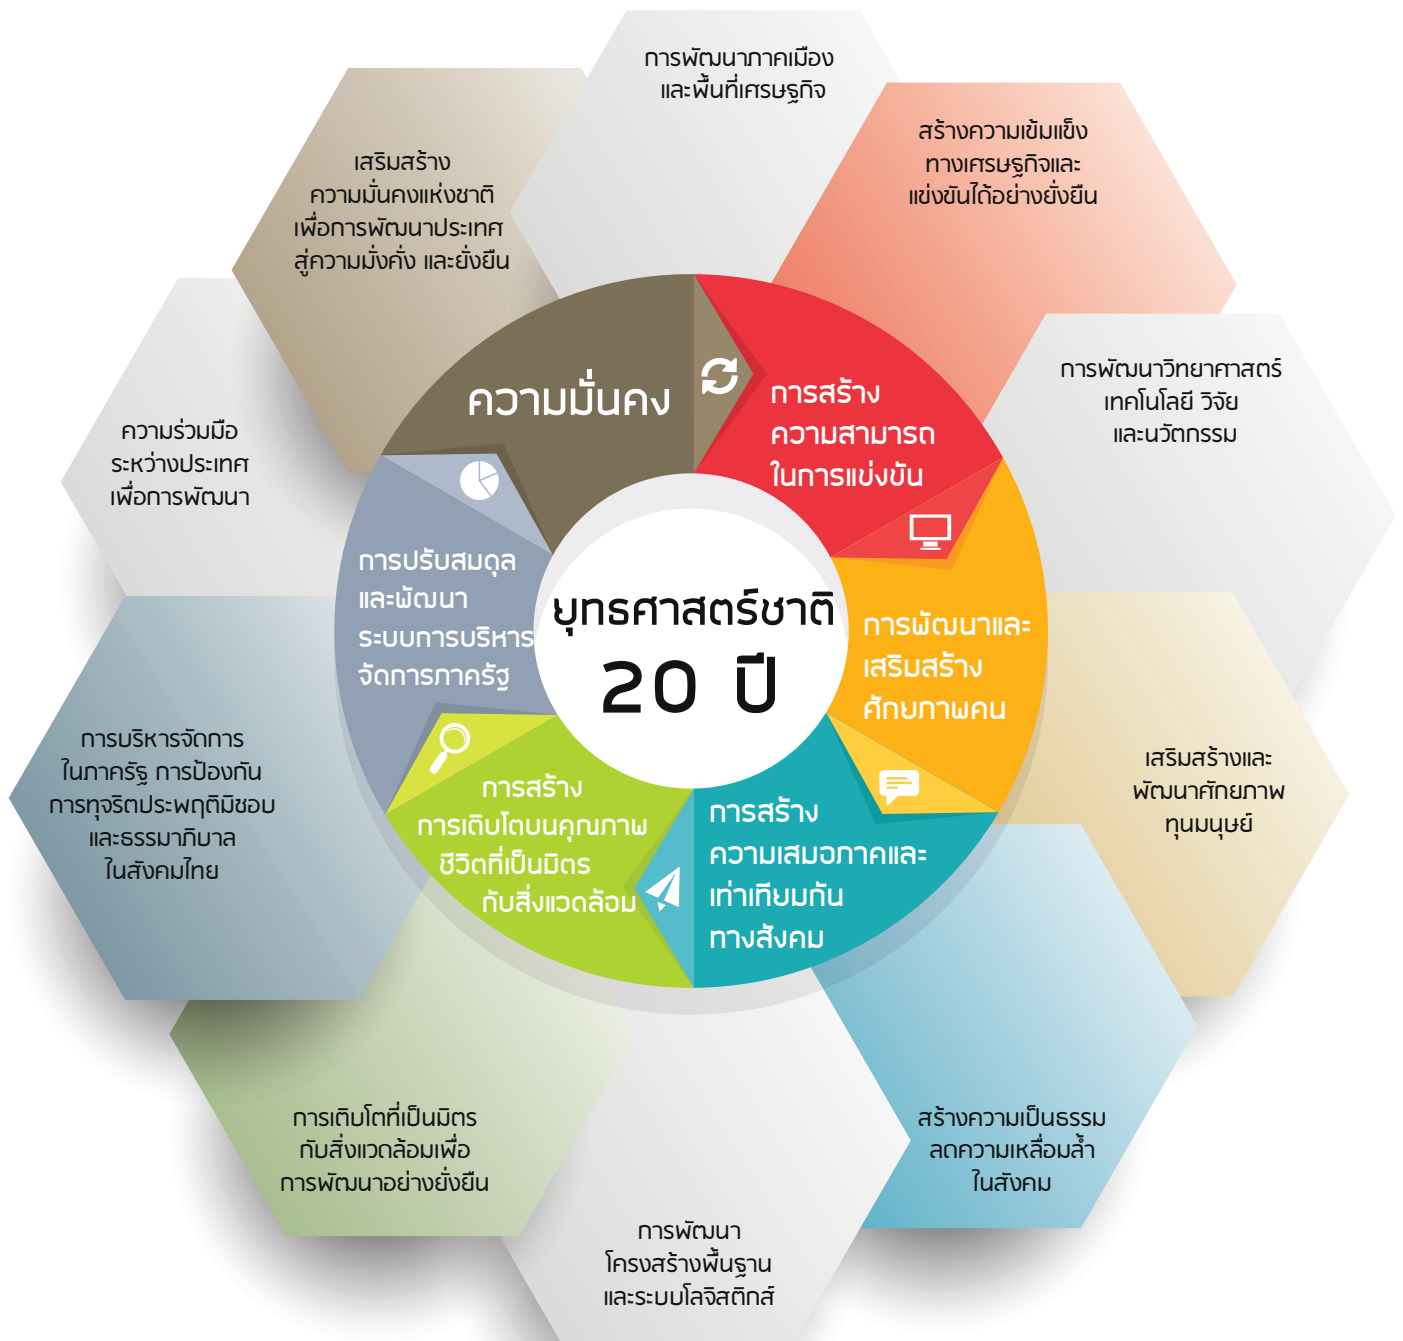 การพัฒนาภาคเมือง
และพื้นที่เศรษฐกิจ
สร้างความเข้มแข็ง
ทางเศรษฐกิจและ
แข่งขันได้อย่างยั่งยืน
การพัฒนาวิทยาศาสตร์
เทคโนโลยี วิจัย
และนวัตกรรม
เสริมสร้างและ
พัฒนาศักยภาพ
ทุนมนุษย์
สร้างความเป็นธรรม
ลดความเหลื่อมล้ำ
ในสังคม
การพัฒนา
โครงสร้างพื้นฐาน
และระบบโลจิสติกส์
การเติบโตที่เป็นมิตร
กับสิ่งแวดล้อมเพื่อ
การพัฒนาอย่างยั่งยืน
การบริหารจัดการ
ในภาครัฐ การป้องกัน
การทุจริตประพฤติมิชอบ
และธรรมาภิบาล
ในสังคมไทย
ความร่วมมือ
ระหว่างประเทศ
เพื่อการพัฒนา
เสริมสร้าง
ความมั่นคงแห่งชาติ
เพื่อการพัฒนาประเทศ
สู่ความมั่งคั่ง และยั่งยืน
ความมั่นคง
การสร้าง
ความสามารถ
ในการแข่งขัน
การพัฒนาและ
เสริมสร้าง
ศักยภาพคน
การสร้าง
ความเสมอภาคและ
เท่าเทียมกัน
ทางสังคม
การสร้าง
การเติบโตบนคุณภาพ
ชีวิตที่เป็นมิตร
กับสิ่งแวดล้อม
การปรับสมดุล
และพัฒนา
ระบบการบริหาร
จัดการภาครัฐ
ยุทธศาสตร์ชาติ
20 ปี